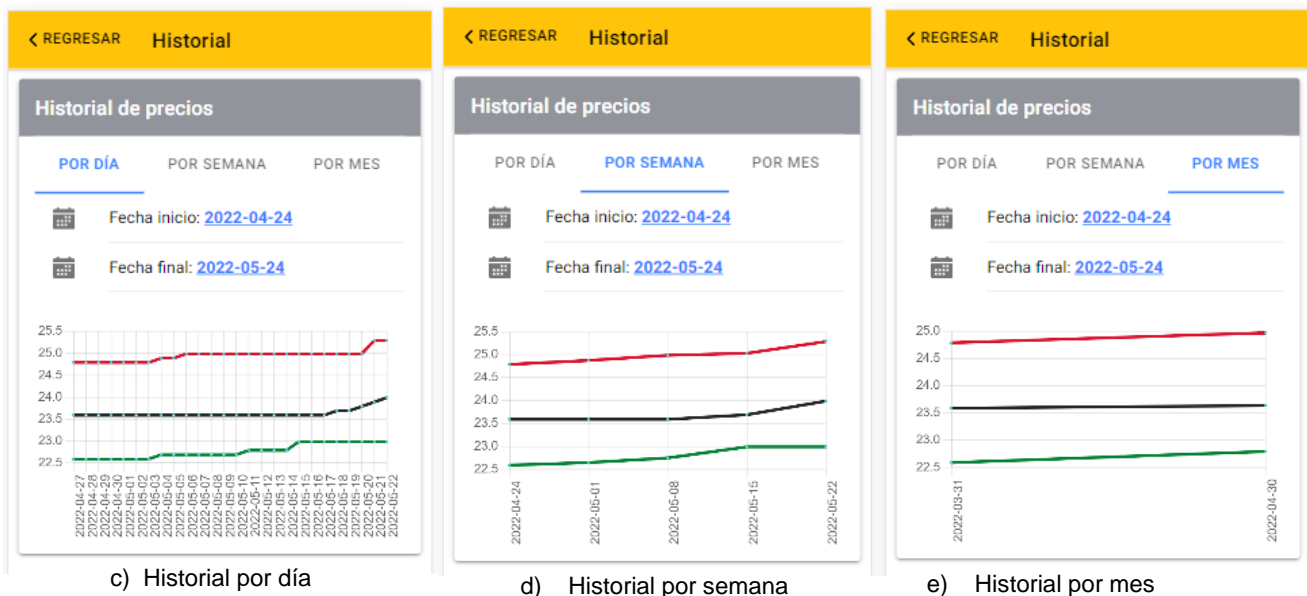 REGRESAR Historial
Historial de precios
POR DÍA POR SEMANA POR MES
Fecha inicio: 2022-04-24
Fecha final: 2022-05-24
25.5
25.0
24.5
24.0
23.5
23.0
22.5
2022-04-27
2022-04-28
2022-04-29
2022-04-30
2022-05-01
2022-05-02
2022-05-03
2022-05-04
2022-05-05
2022-05-06
2022-05-07
2022-05-08
2022-05-09
2022-05-10
2022-05-11
2022-05-12
2022-05-13
2022-05-14
2022-05-15
2022-05-16
2022-05-17
2022-05-18
2022-05-19
2022-05-20
2022-05-21
2022-05-22
c) Historial por día
REGRESAR Historial
Historial de precios
POR DÍA POR SEMANA POR MES
Fecha inicio: 2022-04-24
Fecha final: 2022-05-24
25.5
25.0
24.5
24.0
23.5
23.0
22.5
2022-04-24
2022-05-01
2022-05-08
2022-05-15
2022-05-22
d) Historial por semana
REGRESAR Historial
Historial de precios
POR DÍA POR SEMANA POR MES
Fecha inicio: 2022-04-24
Fecha final: 2022-05-24
25.0
24.5
24.0
23.5
23.0
22.5
2022-03-31
2022-04-30
e) Historial por mes